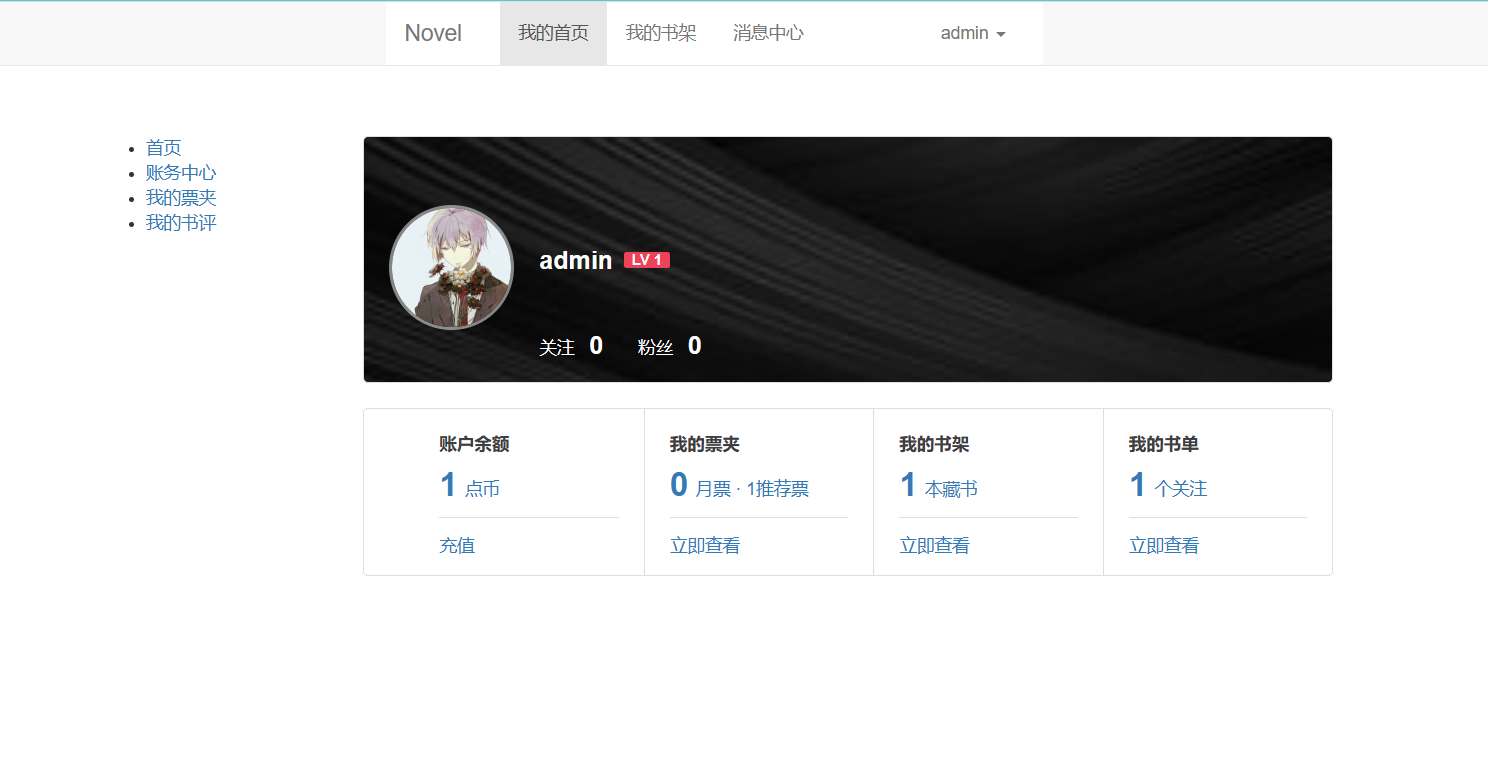 Novel 我的首页 我的书架 消息中心 admin
首页
账务中心
我的票夹
我的书评
admin LV 1
关注 0 粉丝 0
账户余额 我的票夹 我的书架 我的书单
1 点币 0 月票 · 1推荐票 1 本藏书 1 个关注
充值 立即查看 立即查看 立即查看